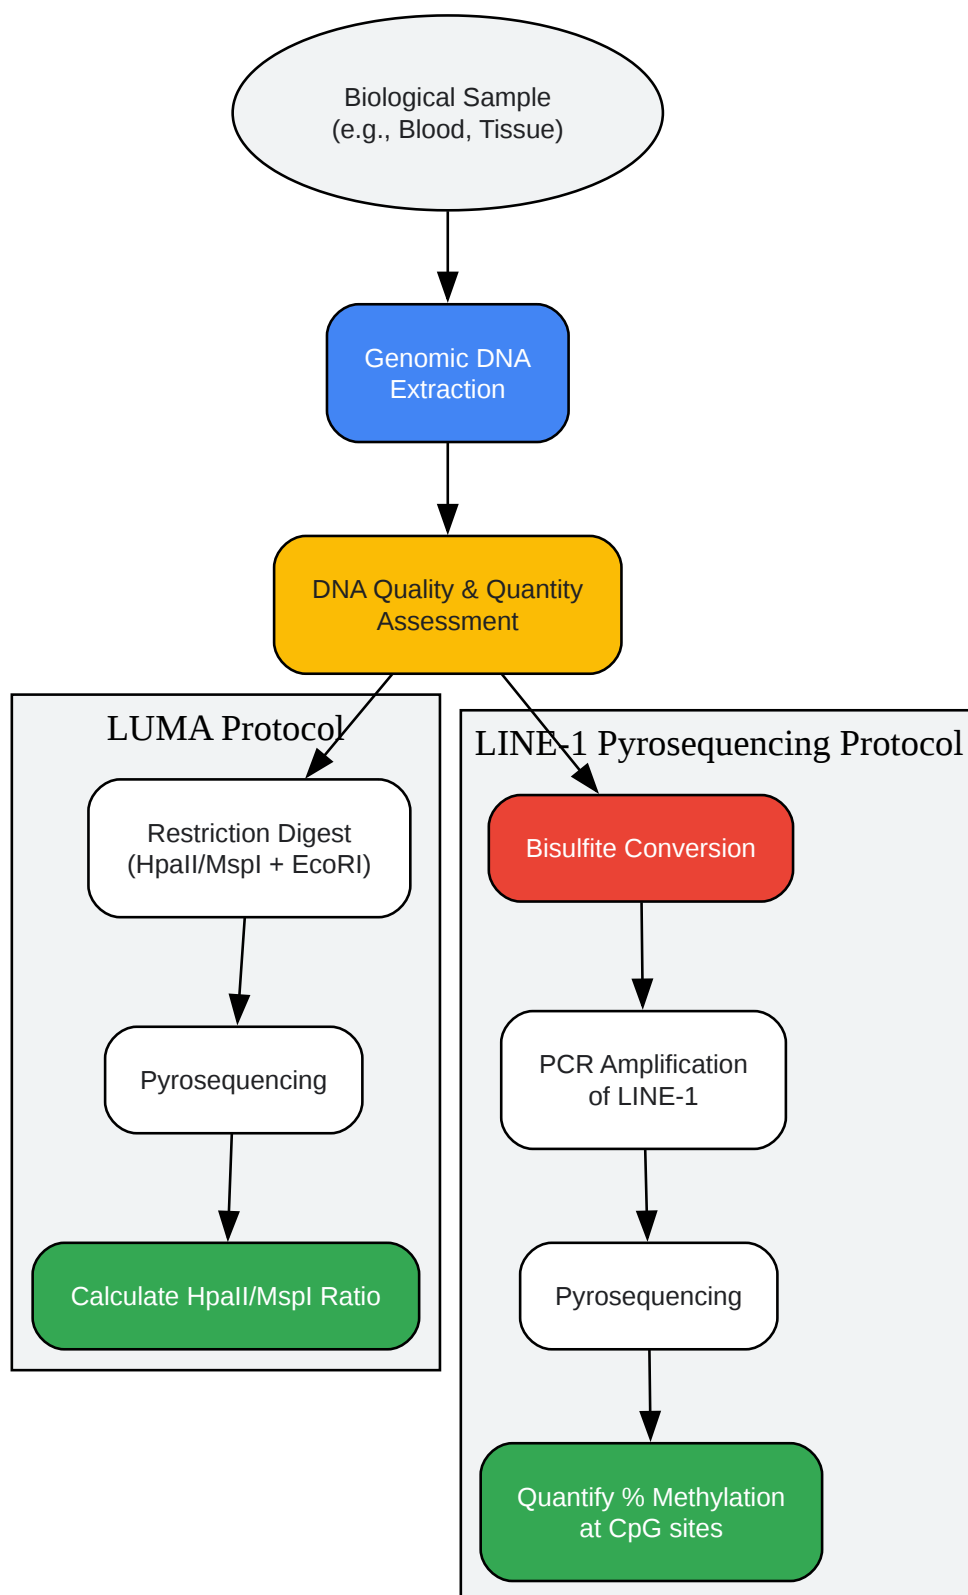 Biological Sample
(e.g., Blood, Tissue)
Genomic DNA
Extraction
DNA Quality & Quantity
Assessment
LUMA Protocol
Restriction Digest
(HpaII/MspI + EcoRI)
Pyrosequencing
Calculate HpaII/MspI Ratio
LINE-1 Pyrosequencing Protocol
Bisulfite Conversion
PCR Amplification
of LINE-1
Pyrosequencing
Quantify % Methylation
at CpG sites